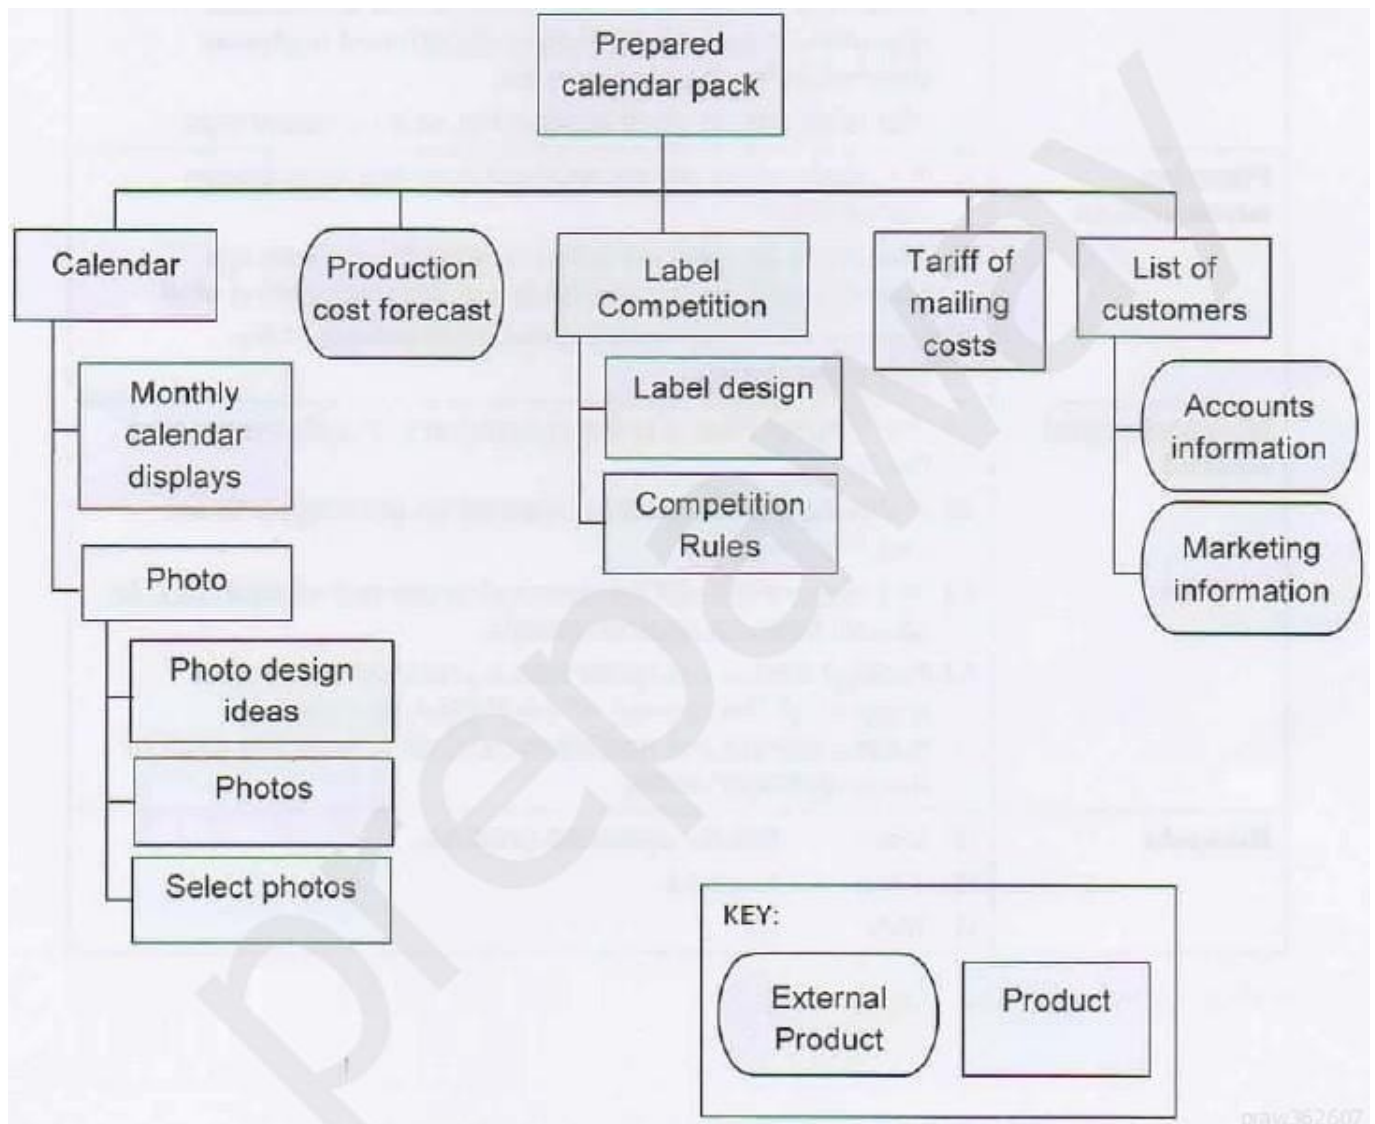 Prepared
calendar pack
Calendar
Production
cost forecast
Label
Competition
Tariff of
mailing
costs
List of
customers
Monthly
calendar
displays
Label design
Competition
Rules
Accounts
information
Marketing
information
Photo
Photo design
ideas
Photos
Select photos
KEY:
External
Product
Product
prepaway